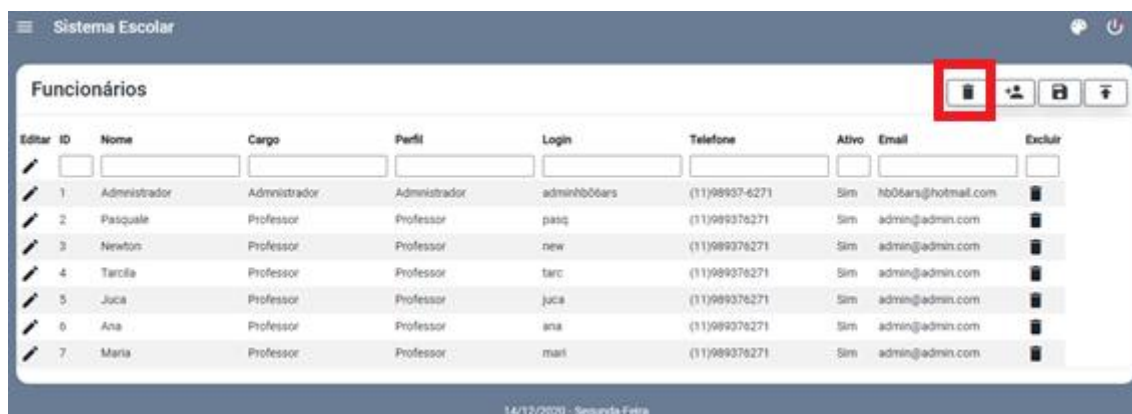 Sistema Escolar
Funcionários
Editar ID Nome Cargo Perfil Login Telefone Ativo Email Excluir
1 Admnistrador Admnistrador Admnistrador adminhb06ars (11)98937-6271 Sim hb06ars@hotmail.com
2 Pasquale Professor Professor pasq (11)989376271 Sim admin@admin.com
3 Newton Professor Professor new (11)989376271 Sim admin@admin.com
4 Tarcila Professor Professor tarc (11)989376271 Sim admin@admin.com
5 Juca Professor Professor juca (11)989376271 Sim admin@admin.com
6 Ana Professor Professor ana (11)989376271 Sim admin@admin.com
7 Maria Professor Professor mari (11)989376271 Sim admin@admin.com
14/12/2020 - Segunda-Feira